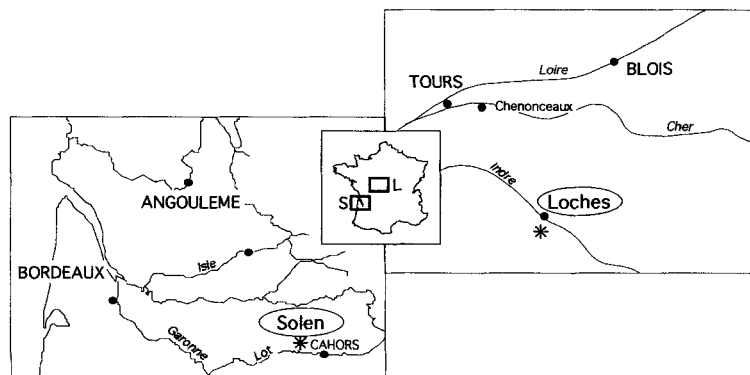 Loire
BLOIS
TOURS
Chenonceaux
Cher
Indre
Loches
L
S
ANGOULEME
Isle
BORDEAUX
Garonne
Solen
Lot
CAHORS